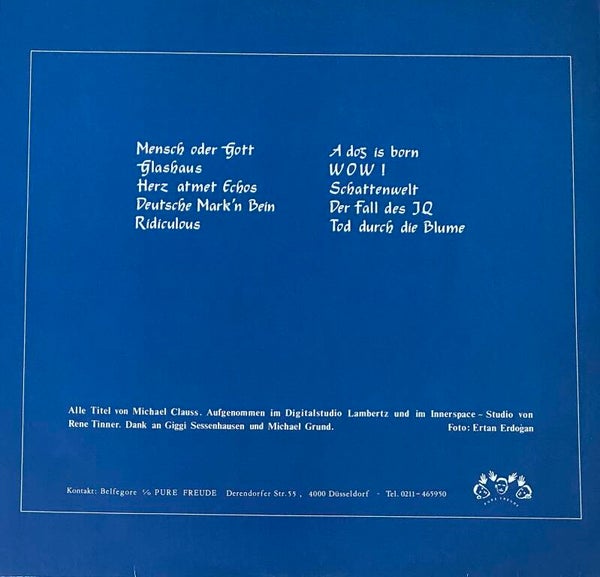 Mensch oder Gott
Glashaus
Herz atmet Echos
Deutsche Mark'n Bein
Ridiculous
A dog is born
WOW !
Schattenwelt
Der Fall des JQ
Tod durch die Blume
Alle Titel von Michael Clauss. Aufgenommen im Digitalstudio Lambertz und im Innerspace – Studio von
Rene Tinner. Dank an Giggi Sessenhausen und Michael Grund. Foto: Ertan Erdoğan
Kontakt: Belfegore c/o PURE FREUDE Derendorfer Str. 55 , 4000 Düsseldorf - Tel. 0211–465950
PURE FREUDE